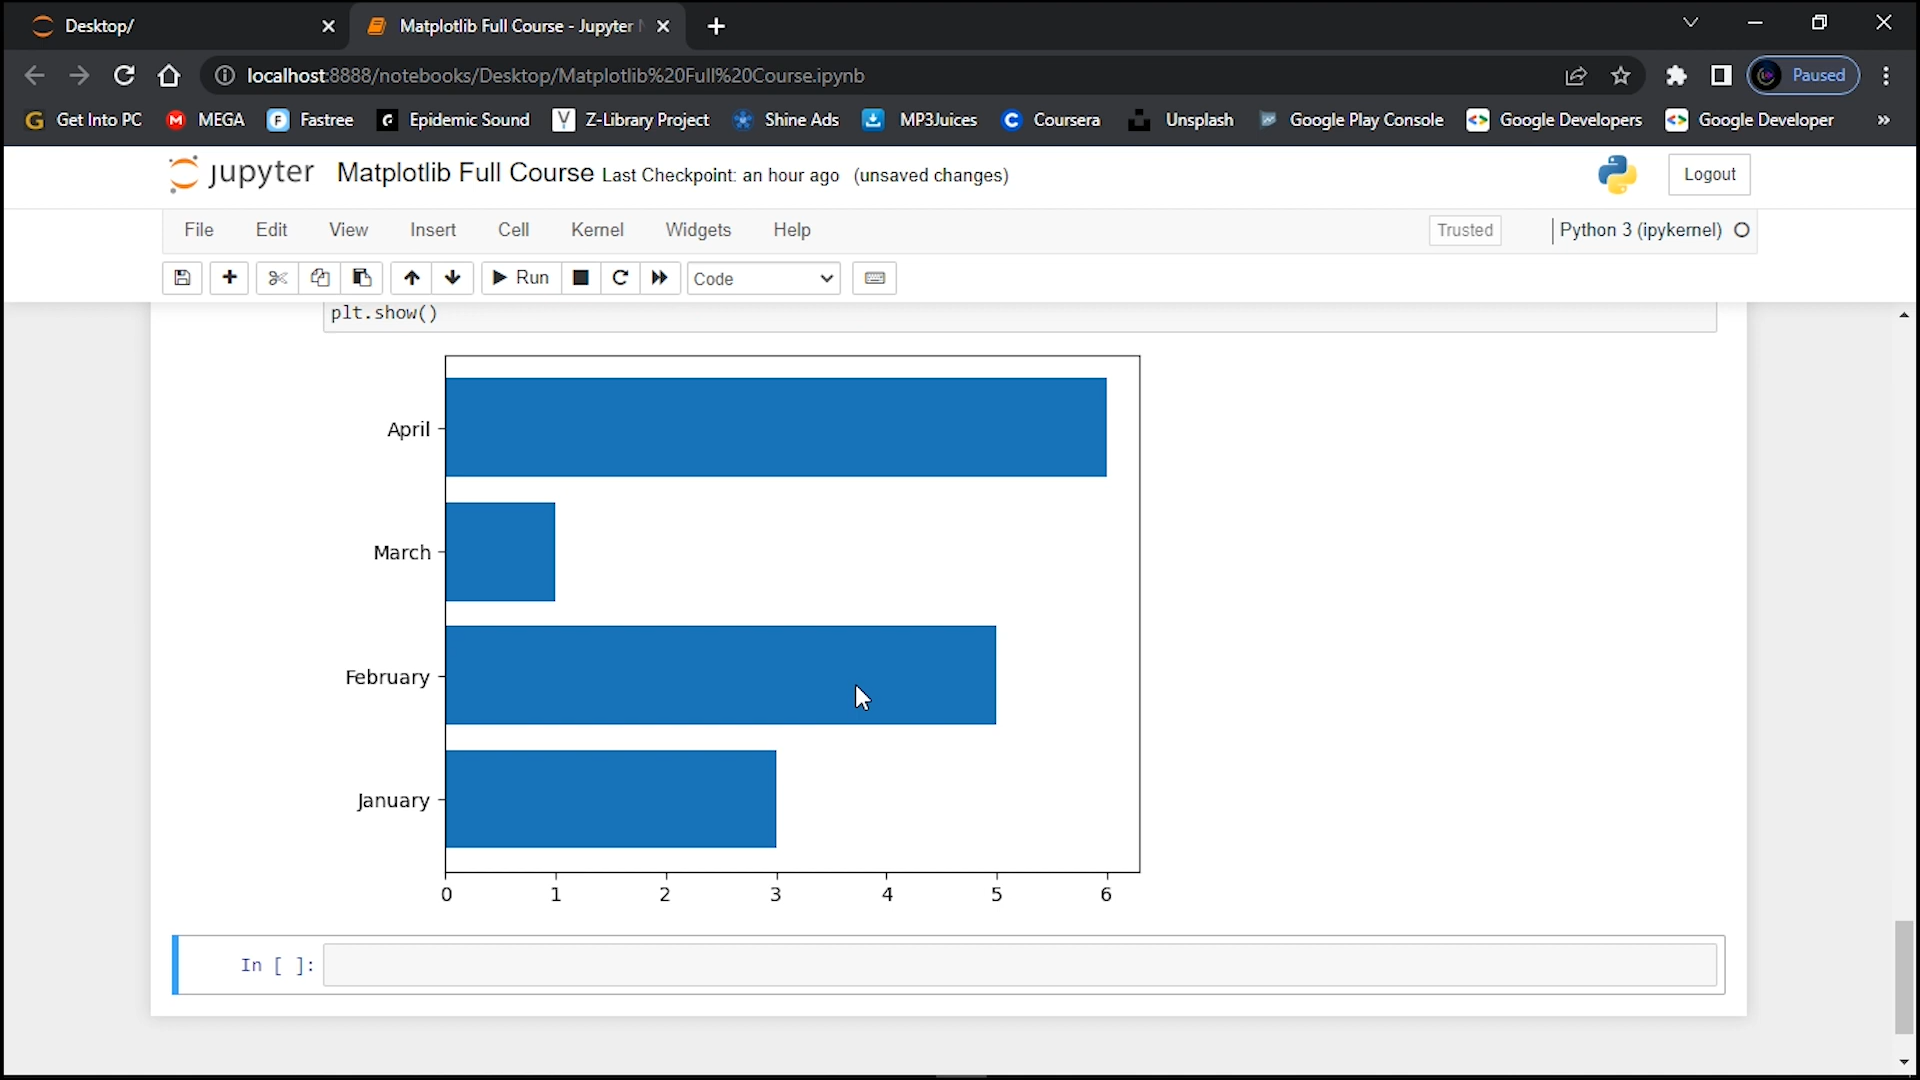 Desktop/
Matplotlib Full Course - Jupyter
localhost:8888/notebooks/Desktop/Matplotlib%20Full%20Course.ipynb
Paused
Get Into PC
MEGA
Fastree
Epidemic Sound
Z-Library Project
Shine Ads
MP3Juices
Coursera
Unsplash
Google Play Console
Google Developers
Google Developer
»
jupyter Matplotlib Full Course Last Checkpoint: an hour ago (unsaved changes)
Logout
File Edit View Insert Cell Kernel Widgets Help
Trusted
Python 3 (ipykernel)
Run
Code
plt.show()
April
March
February
January
0 1 2 3 4 5 6
In [ ]: